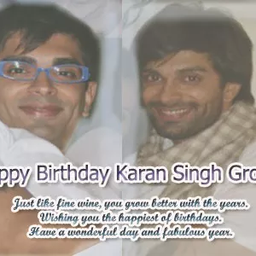 ppy Birthday Karan Singh Gro
Just like fine wine, you grow better with the years.
Wishing you the happiest of birthdays.
Have a wonderful day and fabulous year.